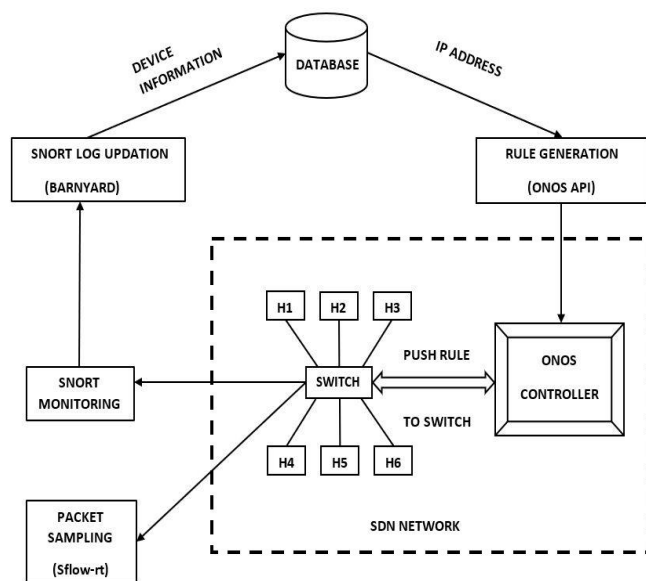 DEVICE
INFORMATION
DATABASE
IP ADDRESS
SNORT LOG UPDATION
(BARNYARD)
RULE GENERATION
(ONOS API)
H1
H2
H3
SNORT
MONITORING
SWITCH
PUSH RULE
TO SWITCH
ONOS
CONTROLLER
H4
H5
H6
PACKET
SAMPLING
(Sflow-rt)
SDN NETWORK